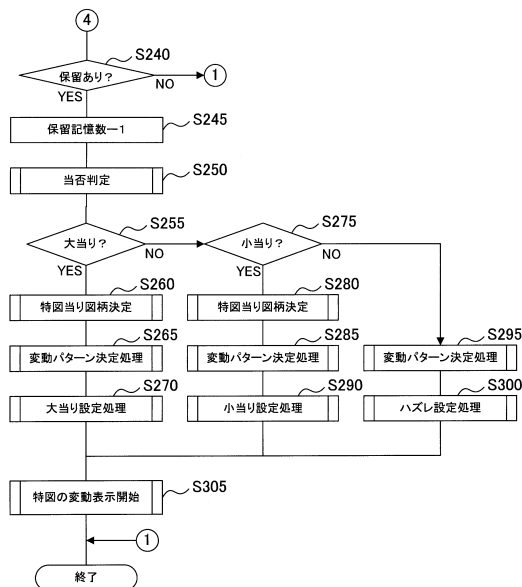 4
S240
保留あり?
NO
1
YES
S245
保留記憶数ー1
S250
当否判定
S255
大当り?
NO
YES
S275
小当り?
NO
YES
S260
特図当り図柄決定
S280
特図当り図柄決定
S265
変動パターン決定処理
S285
変動パターン決定処理
S295
変動パターン決定処理
S270
大当り設定処理
S290
小当り設定処理
S300
ハズレ設定処理
S305
特図の変動表示開始
1
終了